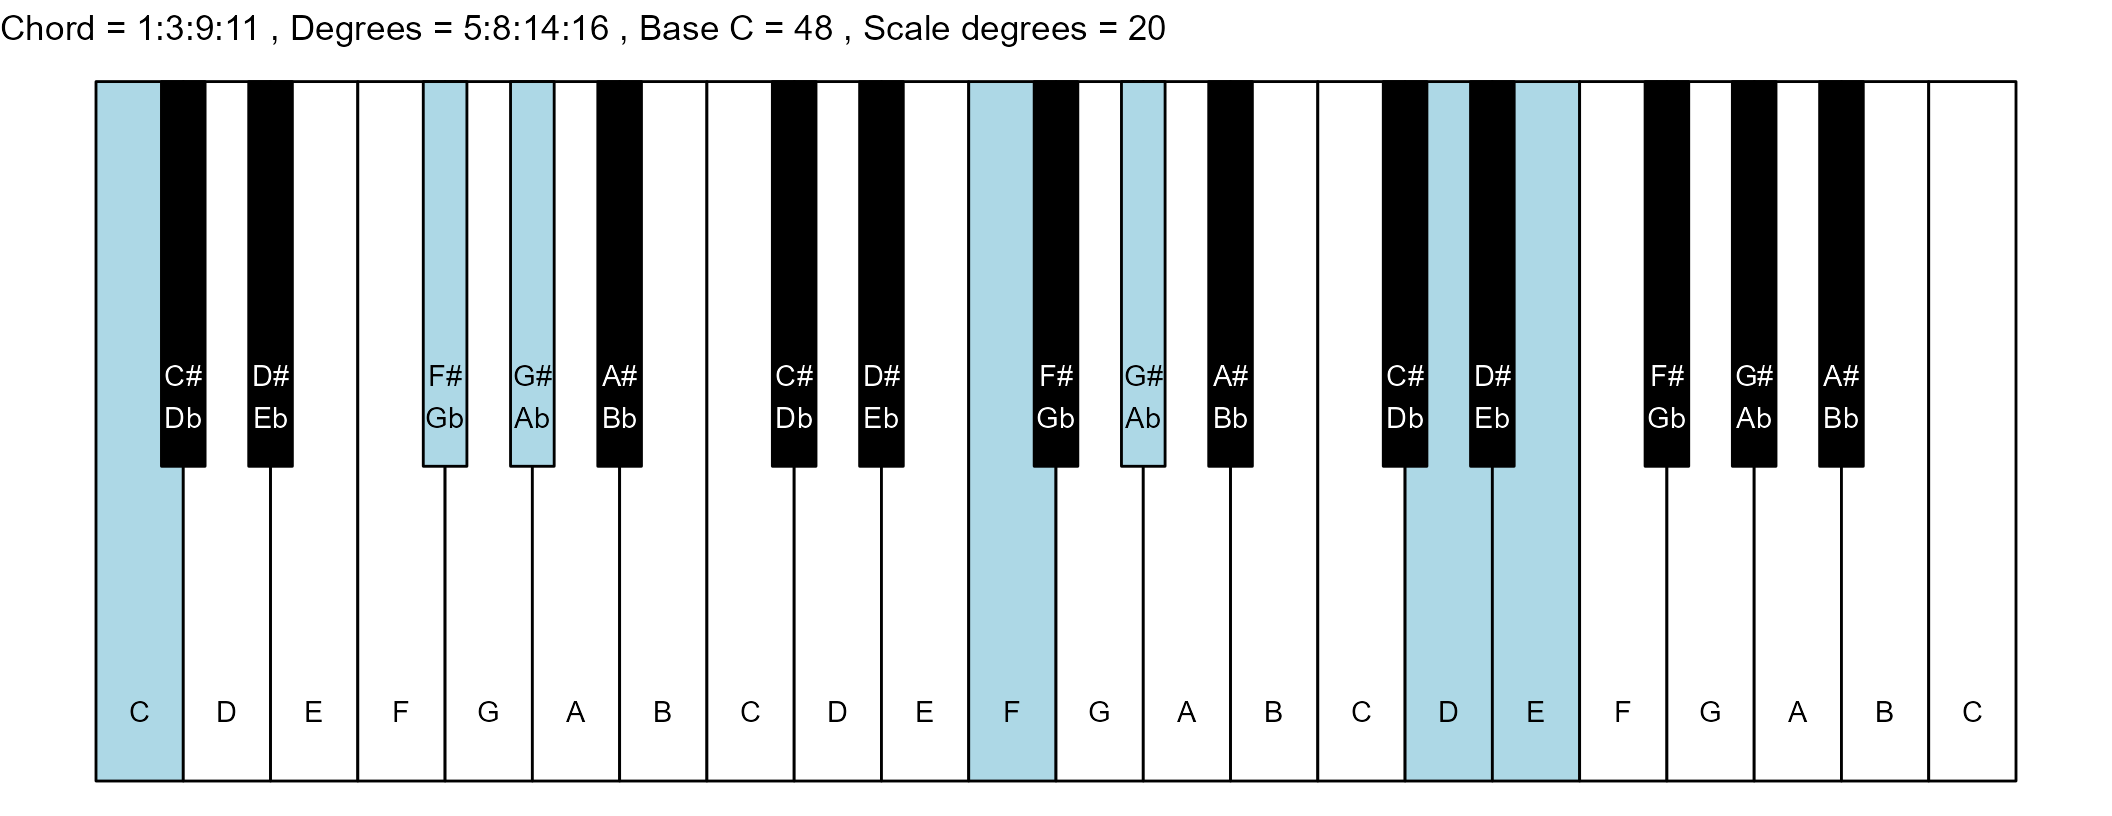 Chord = 1:3:9:11 , Degrees = 5:8:14:16 , Base C = 48 , Scale degrees = 20
C# D# F# G# A# C# D# F# G# A# C# D# F# G# A#
Db Eb Gb Ab Bb Db Eb Gb Ab Bb Db Eb Gb Ab Bb
C D E F G A B C D E F G A B C D E F G A B C